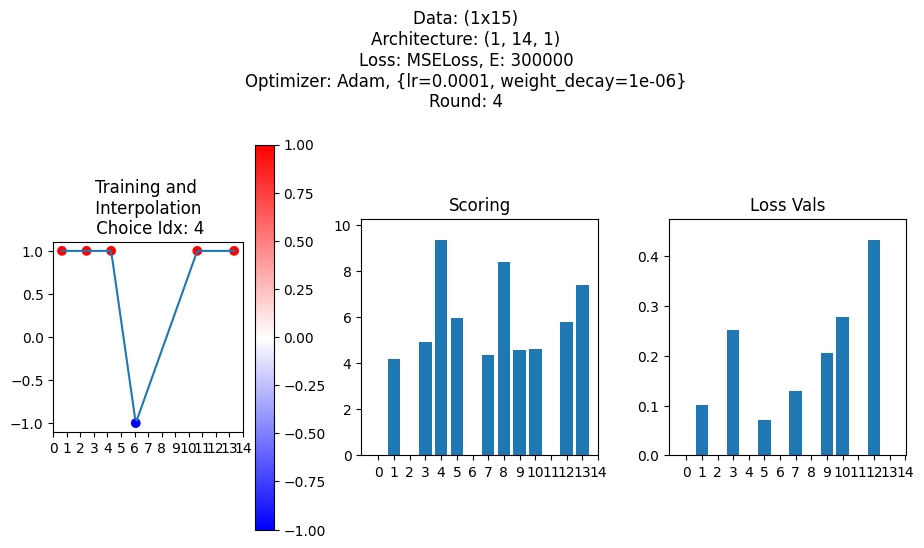 Data: (1x15)
Architecture: (1, 14, 1)
Loss: MSELoss, E: 300000
Optimizer: Adam, {lr=0.0001, weight_decay=1e-06}
Round: 4
Training and
Interpolation
Choice Idx: 4
1.0
0.5
0.0
−0.5
−1.0
0 1 2 3 4 5 6 7 8 9 10 11 12 13 14
1.00
0.75
0.50
0.25
0.00
−0.25
−0.50
−0.75
−1.00
Scoring
10
8
6
4
2
0
0 1 2 3 4 5 6 7 8 9 10 11 12 13 14
Loss Vals
0.4
0.3
0.2
0.1
0.0
0 1 2 3 4 5 6 7 8 9 10 11 12 13 14